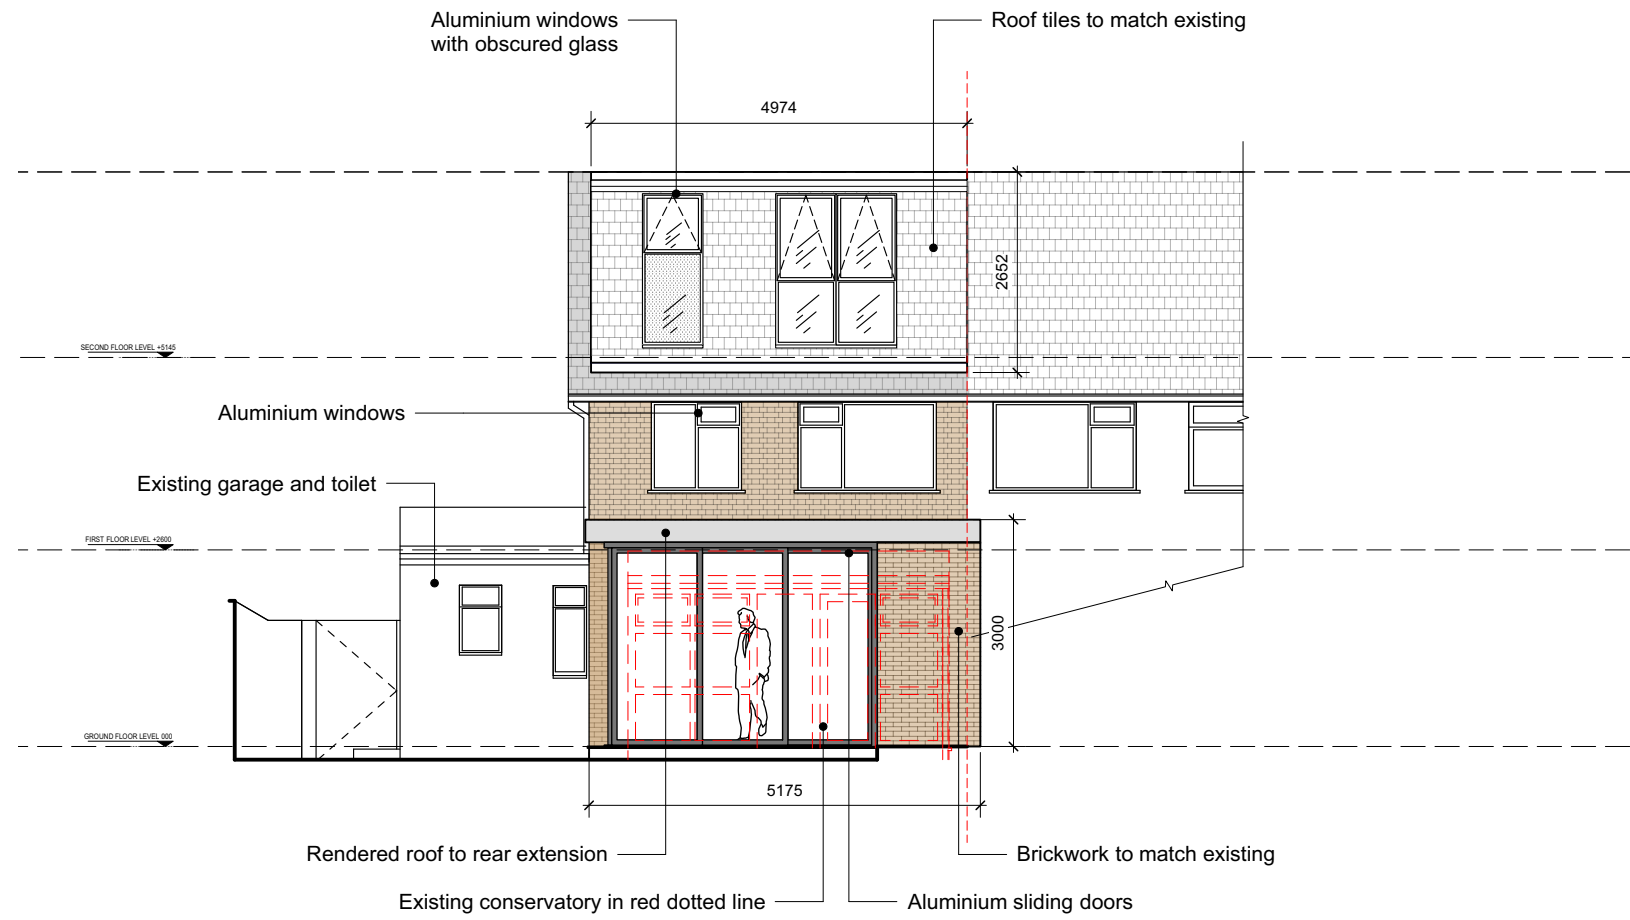 Aluminium windows
with obscured glass
Roof tiles to match existing
4974
2652
SECOND FLOOR LEVEL +5145
Aluminium windows
Existing garage and toilet
FIRST FLOOR LEVEL +2600
3000
GROUND FLOOR LEVEL 000
5175
Rendered roof to rear extension
Brickwork to match existing
Existing conservatory in red dotted line
Aluminium sliding doors